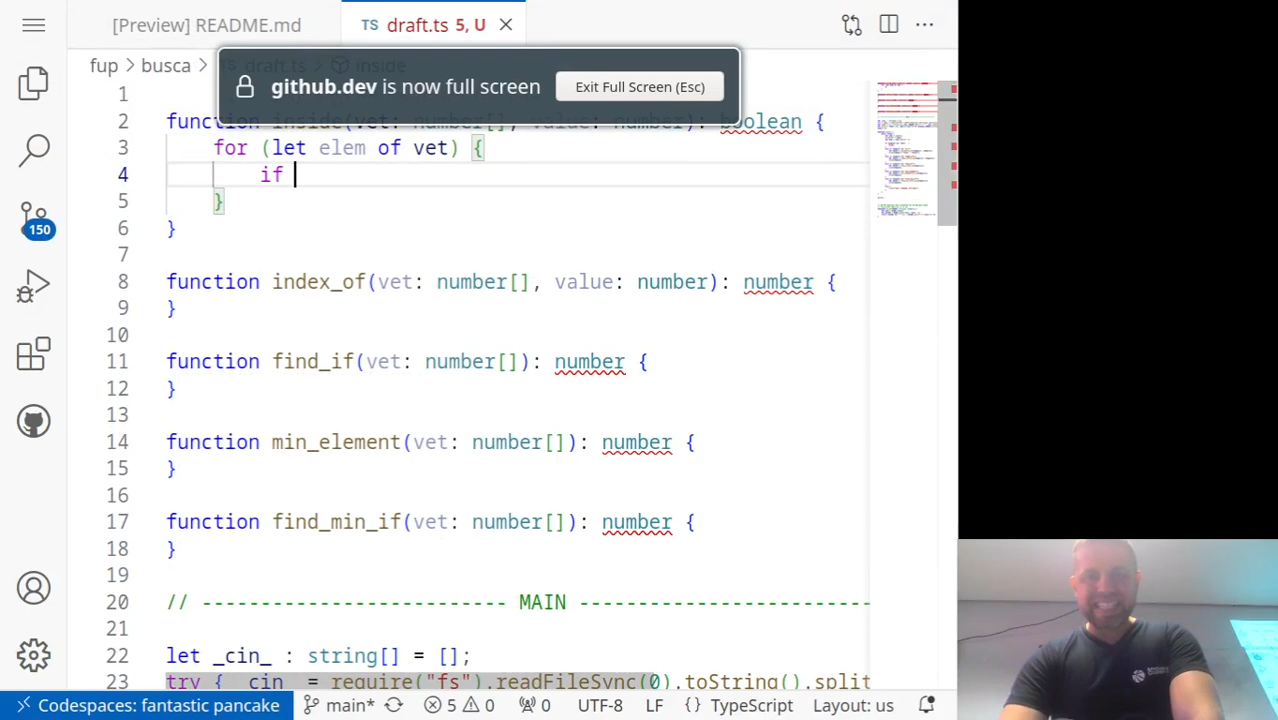 [Preview] README.md
TS draft.ts 5, U
fup > busca > TS draft.ts > inside
github.dev is now full screen
Exit Full Screen (Esc)
1
2 function inside(vet: number[], value: number): boolean {
3 for (let elem of vet) {
4 if
5 }
6 }
7
8 function index_of(vet: number[], value: number): number {
9 }
10
11 function find_if(vet: number[]): number {
12 }
13
14 function min_element(vet: number[]): number {
15 }
16
17 function find_min_if(vet: number[]): number {
18 }
19
20 // -------------------------- MAIN -------------------------
21
22 let _cin_ : string[] = [];
23 try { _cin_ = require("fs").readFileSync(0).toString().split
150
Codespaces: fantastic pancake
main*
5 0
0
UTF-8
LF
{ } TypeScript
Layout: us